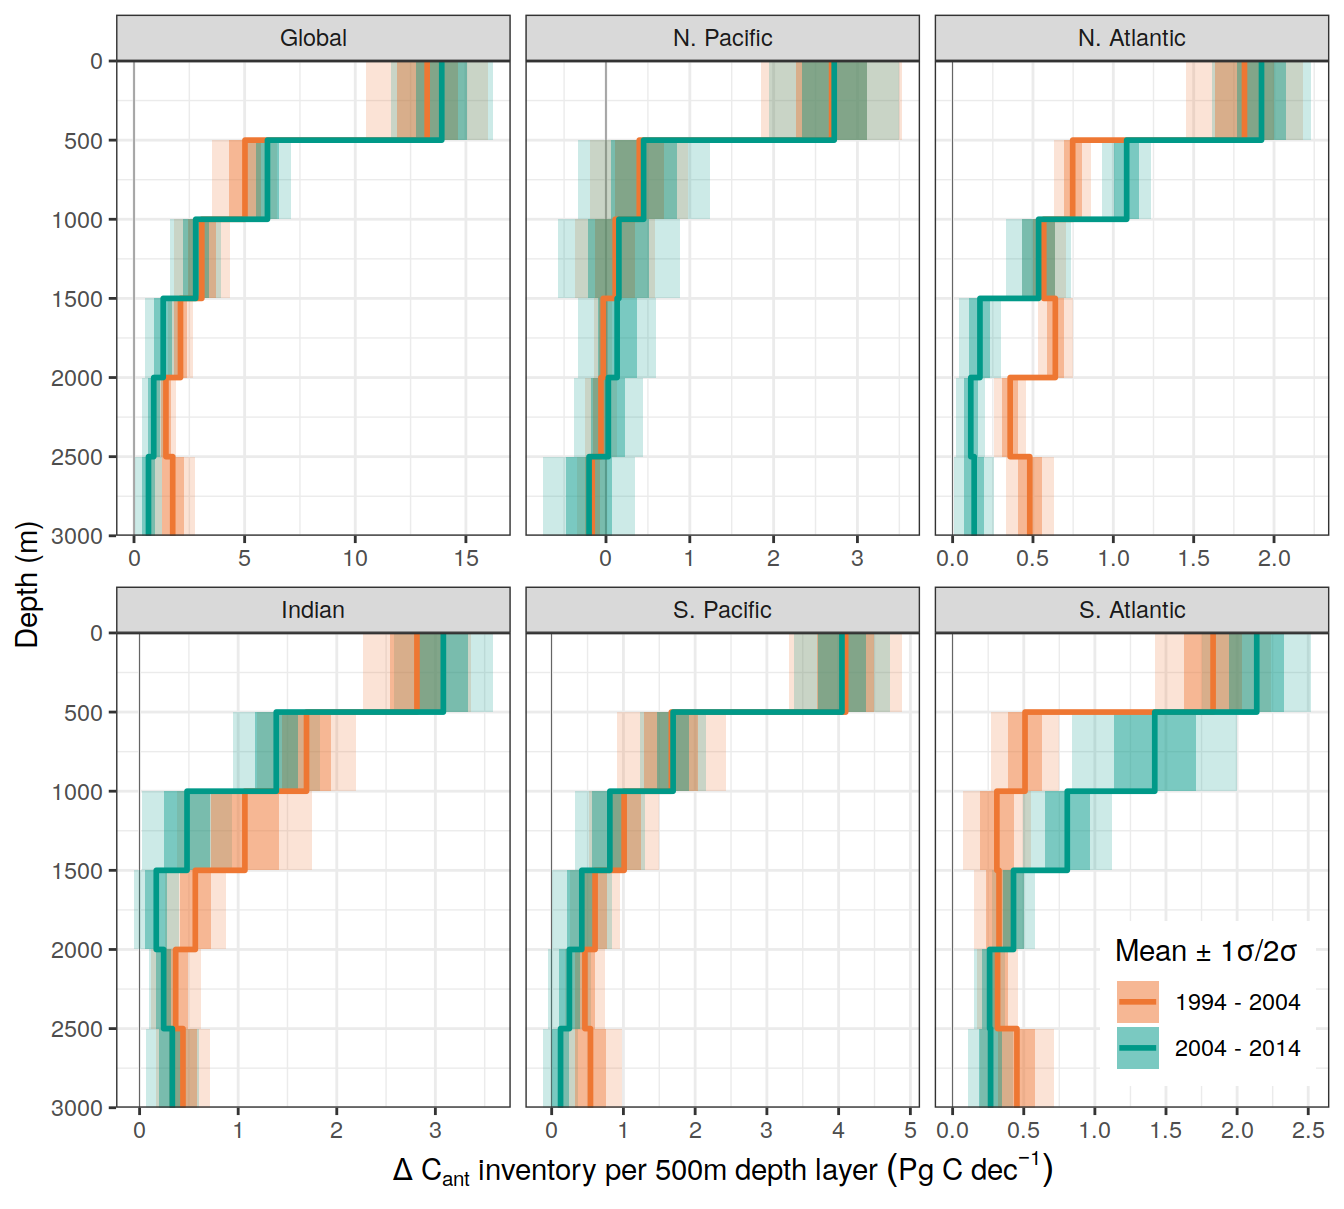 Global
N. Pacific
N. Atlantic
0
500
1000
1500
2000
2500
3000
0 5 10 15
0 1 2 3
0.0 0.5 1.0 1.5 2.0
Depth (m)
Indian
S. Pacific
S. Atlantic
0
500
1000
1500
2000
2500
3000
Mean ± 1σ/2σ
1994 - 2004
2004 - 2014
0 1 2 3
0 1 2 3 4 5
0.0 0.5 1.0 1.5 2.0 2.5
Δ Cant inventory per 500m depth layer (Pg C dec⁻¹)